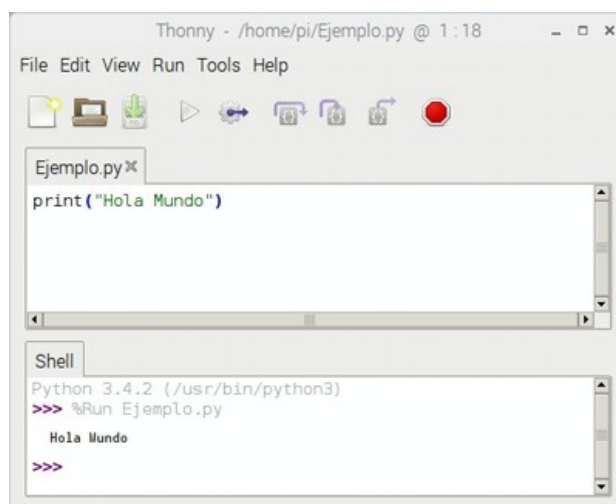 Thonny - /home/pi/Ejemplo.py @ 1:18
File Edit View Run Tools Help
Ejemplo.py
print("Hola Mundo")
Shell
Python 3.4.2 (/usr/bin/python3)
>>> %Run Ejemplo.py
Hola Mundo
>>>